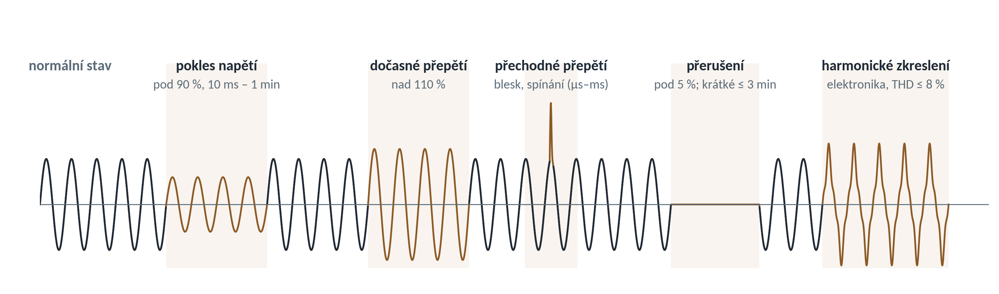 normální stav
pokles napětí
pod 90 %, 10 ms – 1 min
dočasné přepětí
nad 110 %
přechodné přepětí
blesk, spínání (µs–ms)
přerušení
pod 5 %; krátké ≤ 3 min
harmonické zkreslení
elektronika, THD ≤ 8 %